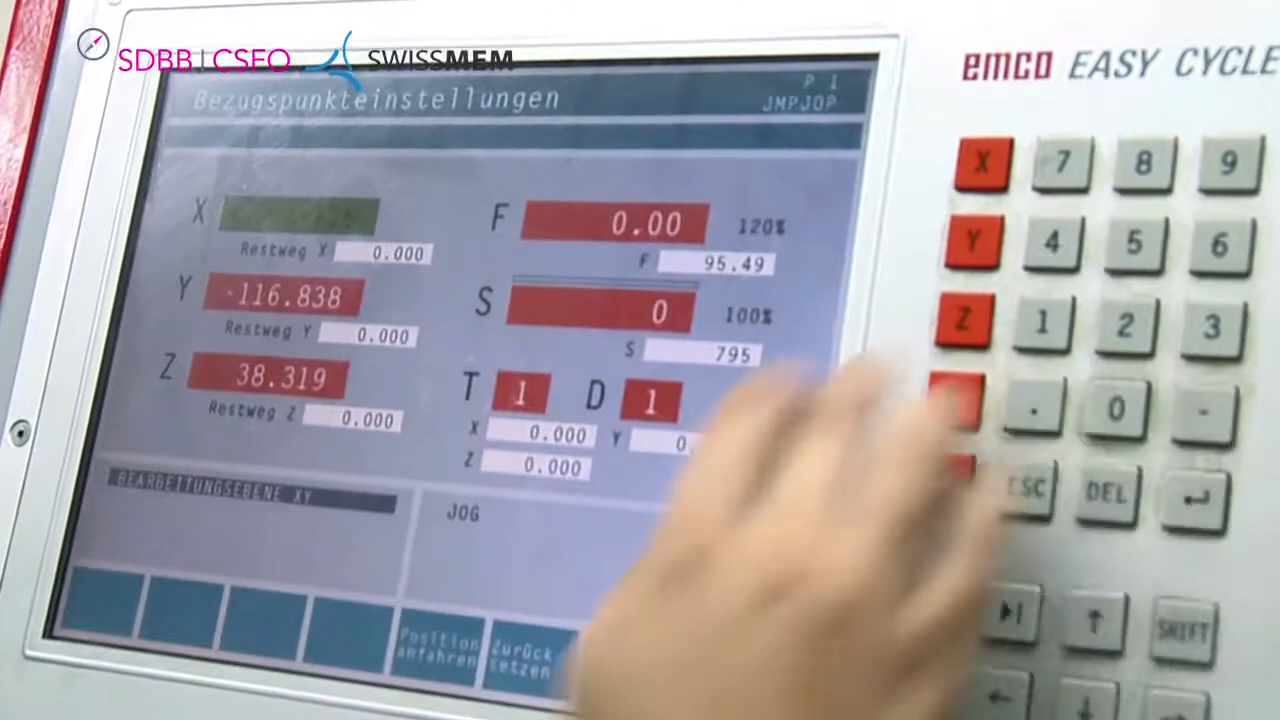 SDBB | CSFO SWISSMEM
emco EASY CYCLE
Bezugspunkteinstellungen
P 1
JMPJOP
X
Restweg X 0.000
Y -116.838
Restweg Y 0.000
Z 38.319
Restweg Z 0.000
F 0.00 120%
F 95.49
S 0 100%
S 795
T 1 D 1
X 0.000 Y 0
Z 0.000
BEARBEITUNGSEBENE XY
JOG
Position
anfahren
Zurück-
setzen
X 7 8 9
Y 4 5 6
Z 1 2 3
. 0 -
ESC DEL
SHIFT